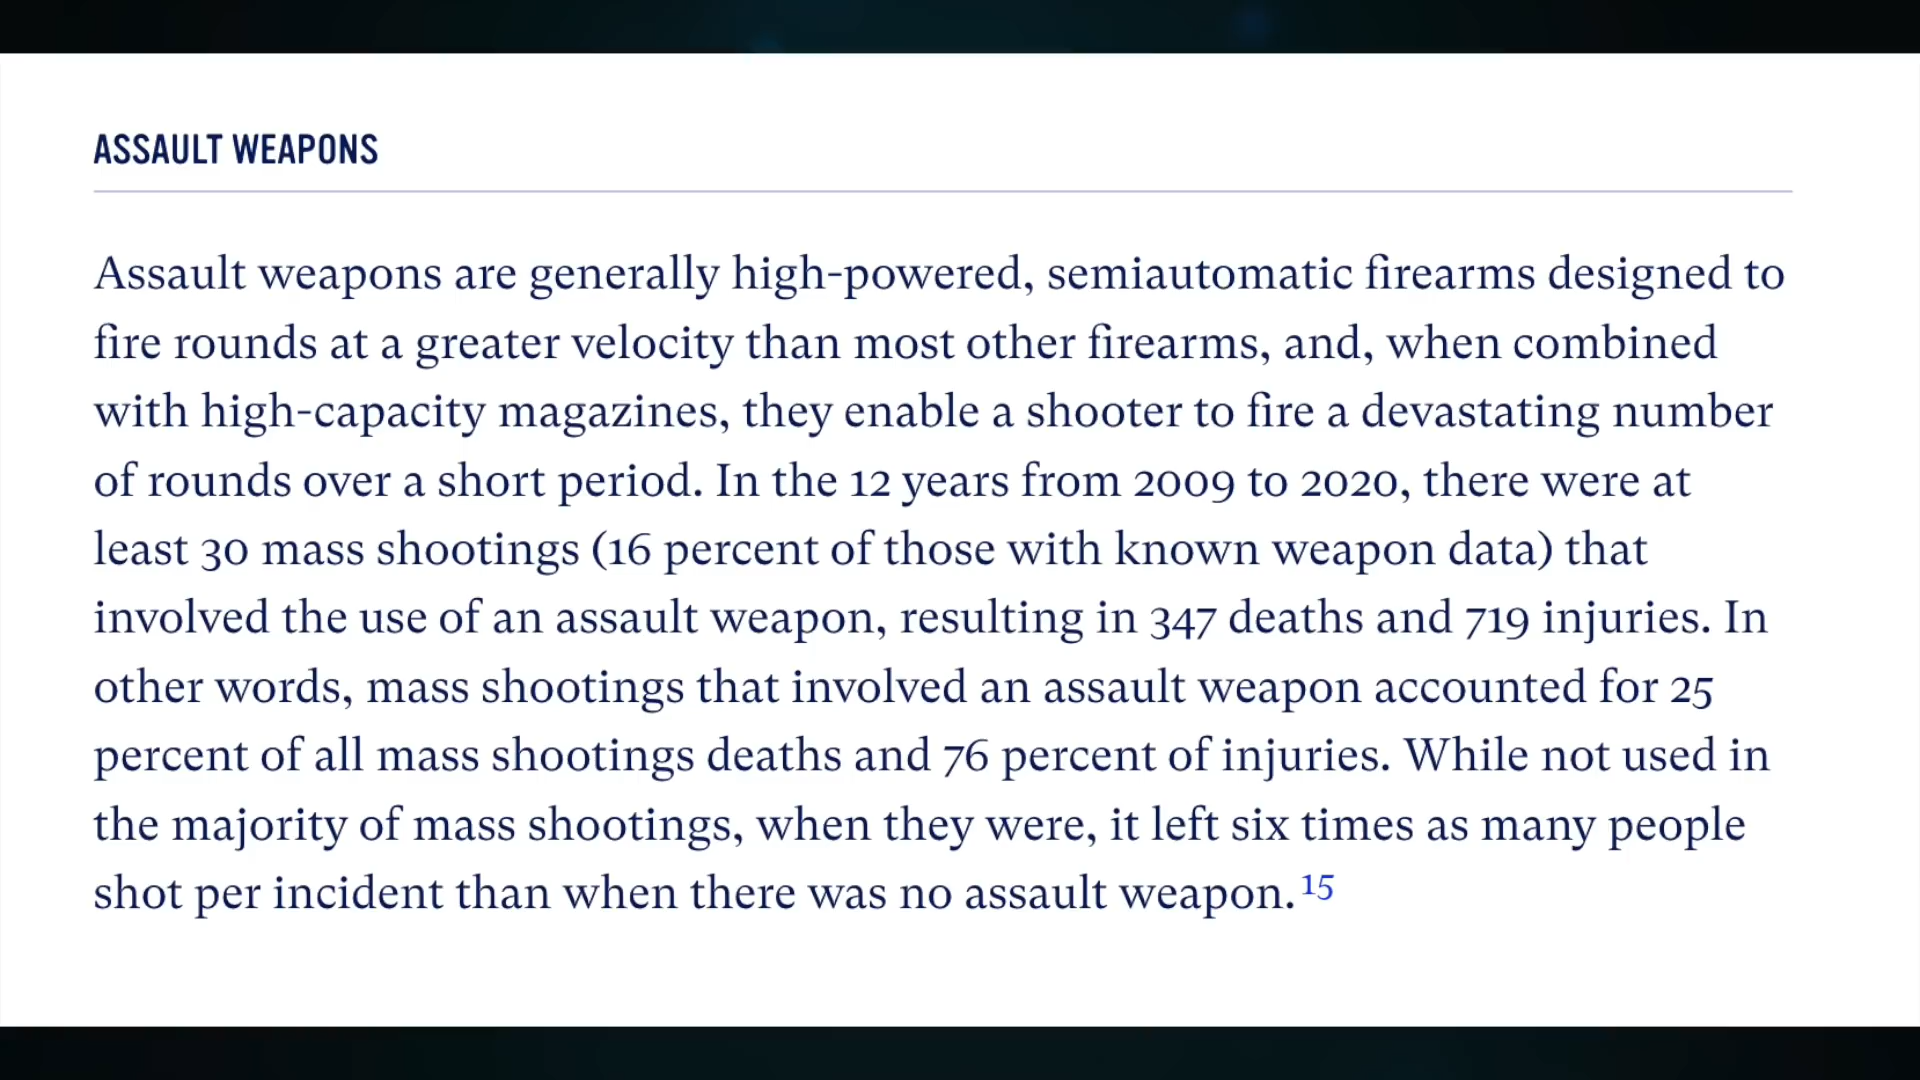 ASSAULT WEAPONS
Assault weapons are generally high-powered, semiautomatic firearms designed to
fire rounds at a greater velocity than most other firearms, and, when combined
with high-capacity magazines, they enable a shooter to fire a devastating number
of rounds over a short period. In the 12 years from 2009 to 2020, there were at
least 30 mass shootings (16 percent of those with known weapon data) that
involved the use of an assault weapon, resulting in 347 deaths and 719 injuries. In
other words, mass shootings that involved an assault weapon accounted for 25
percent of all mass shootings deaths and 76 percent of injuries. While not used in
the majority of mass shootings, when they were, it left six times as many people
shot per incident than when there was no assault weapon.15